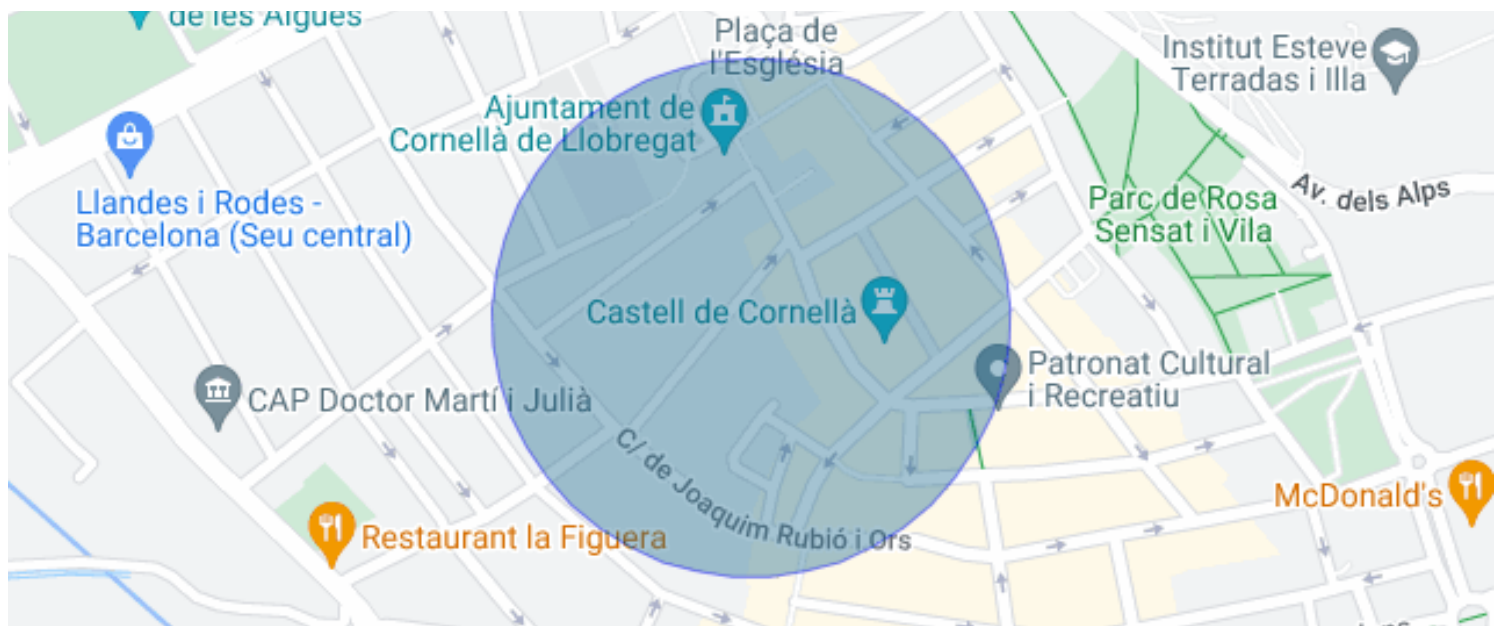 de les Aigües
Plaça de
l'Església
Institut Esteve
Terradas i Illa
Ajuntament de
Cornellà de Llobregat
Llandes i Rodes -
Barcelona (Seu central)
Av. dels Alps
Parc de Rosa
Sensat i Vila
Castell de Cornellà
Patronat Cultural
i Recreatiu
CAP Doctor Martí i Julià
C/ de Joaquim Rubió i Ors
McDonald's
Restaurant la Figuera